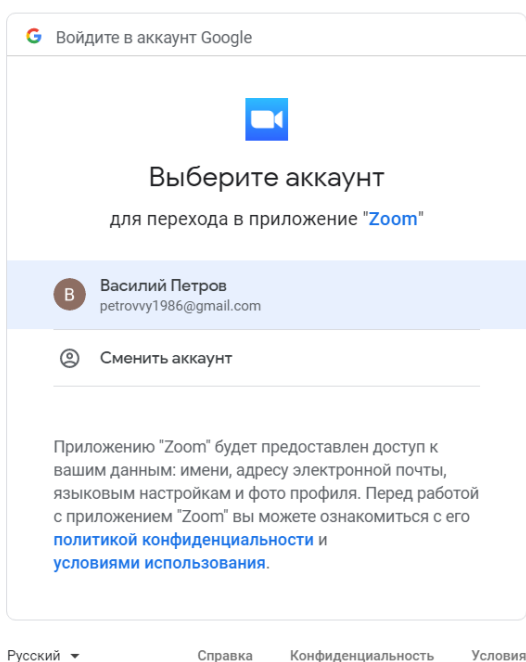 Войдите в аккаунт Google
Выберите аккаунт
для перехода в приложение "Zoom"
В
Василий Петров
petrovvy1986@gmail.com
Сменить аккаунт
Приложению "Zoom" будет предоставлен доступ к
вашим данным: имени, адресу электронной почты,
языковым настройкам и фото профиля. Перед работой
с приложением "Zoom" вы можете ознакомиться с его
политикой конфиденциальности и
условиями использования.
Русский Справка Конфиденциальность Условия